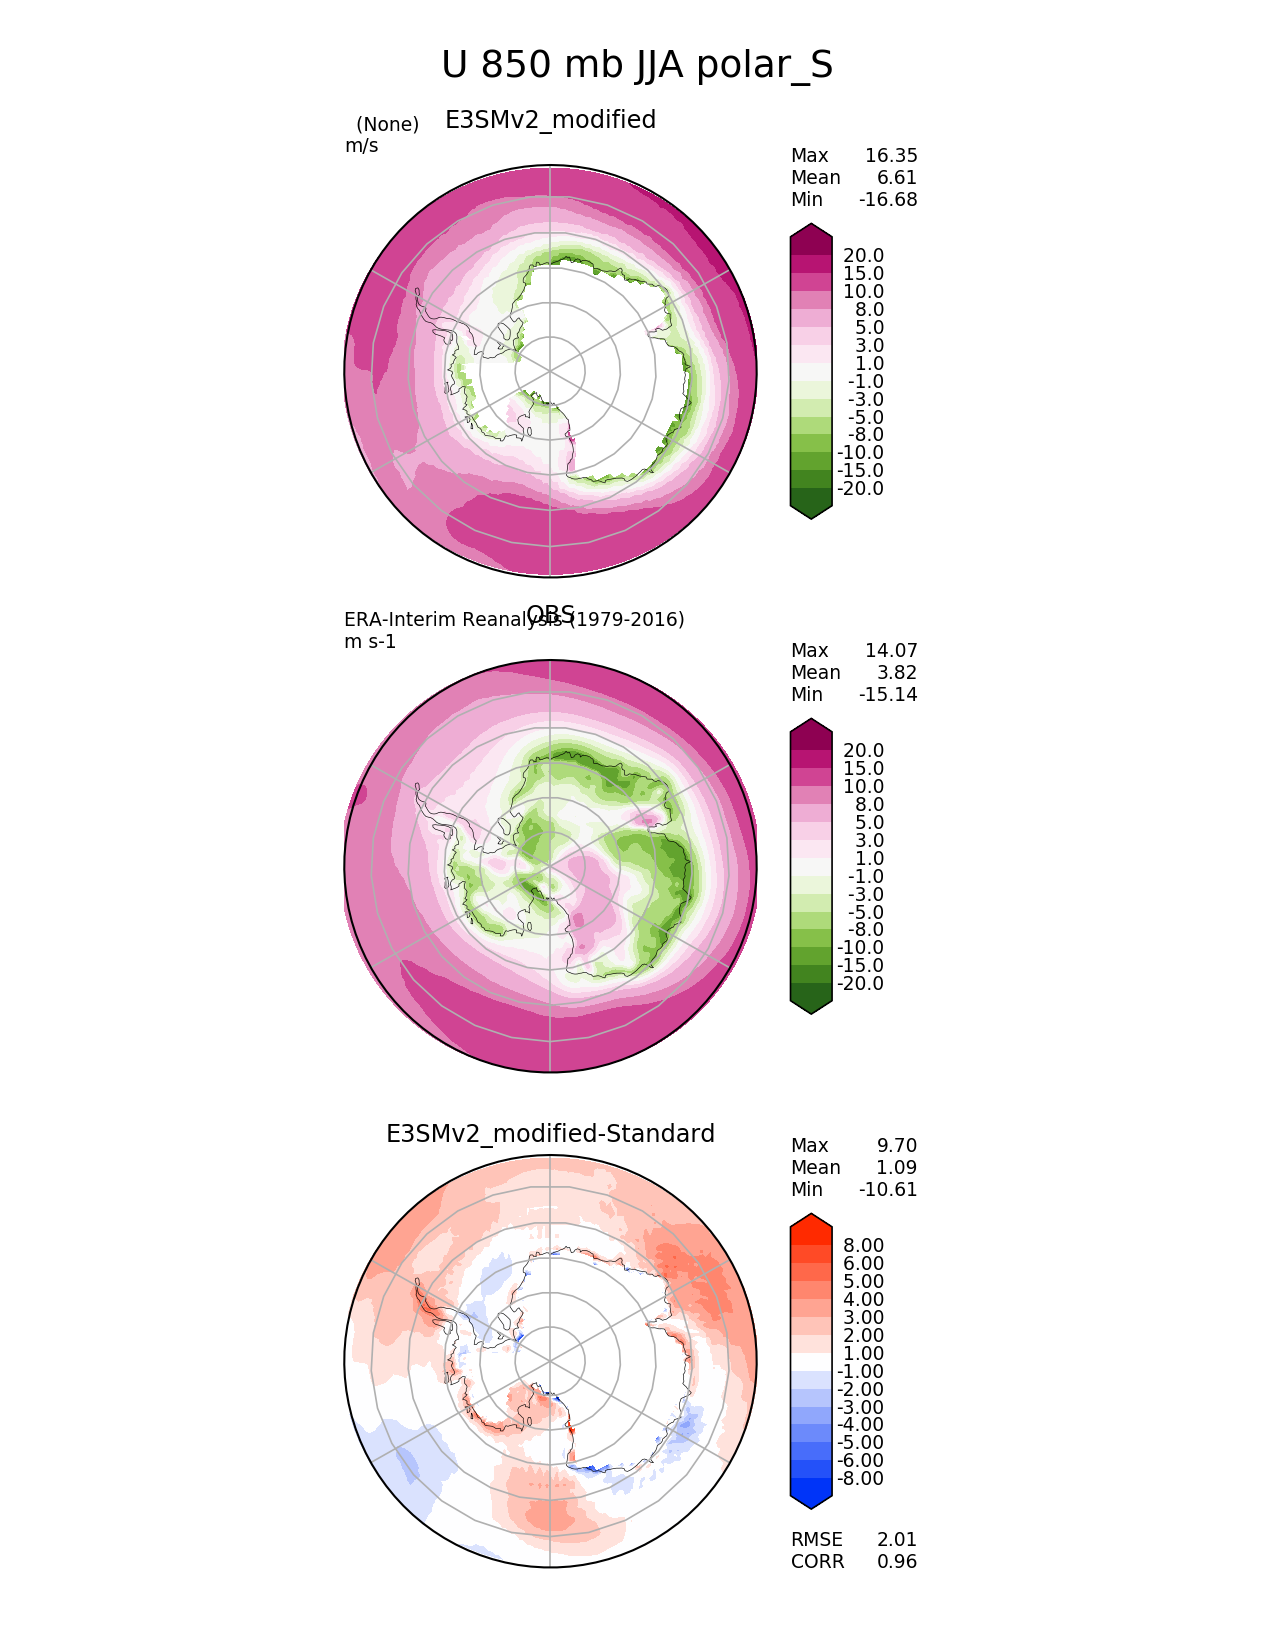 U 850 mb JJA polar_S
(None) E3SMv2_modified
m/s
Max 16.35
Mean 6.61
Min -16.68
20.0
15.0
10.0
8.0
5.0
3.0
1.0
-1.0
-3.0
-5.0
-8.0
-10.0
-15.0
-20.0
OBS
ERA-Interim Reanalysis (1979-2016)
m s-1
Max 14.07
Mean 3.82
Min -15.14
20.0
15.0
10.0
8.0
5.0
3.0
1.0
-1.0
-3.0
-5.0
-8.0
-10.0
-15.0
-20.0
E3SMv2_modified-Standard
Max 9.70
Mean 1.09
Min -10.61
8.00
6.00
5.00
4.00
3.00
2.00
1.00
-1.00
-2.00
-3.00
-4.00
-5.00
-6.00
-8.00
RMSE 2.01
CORR 0.96